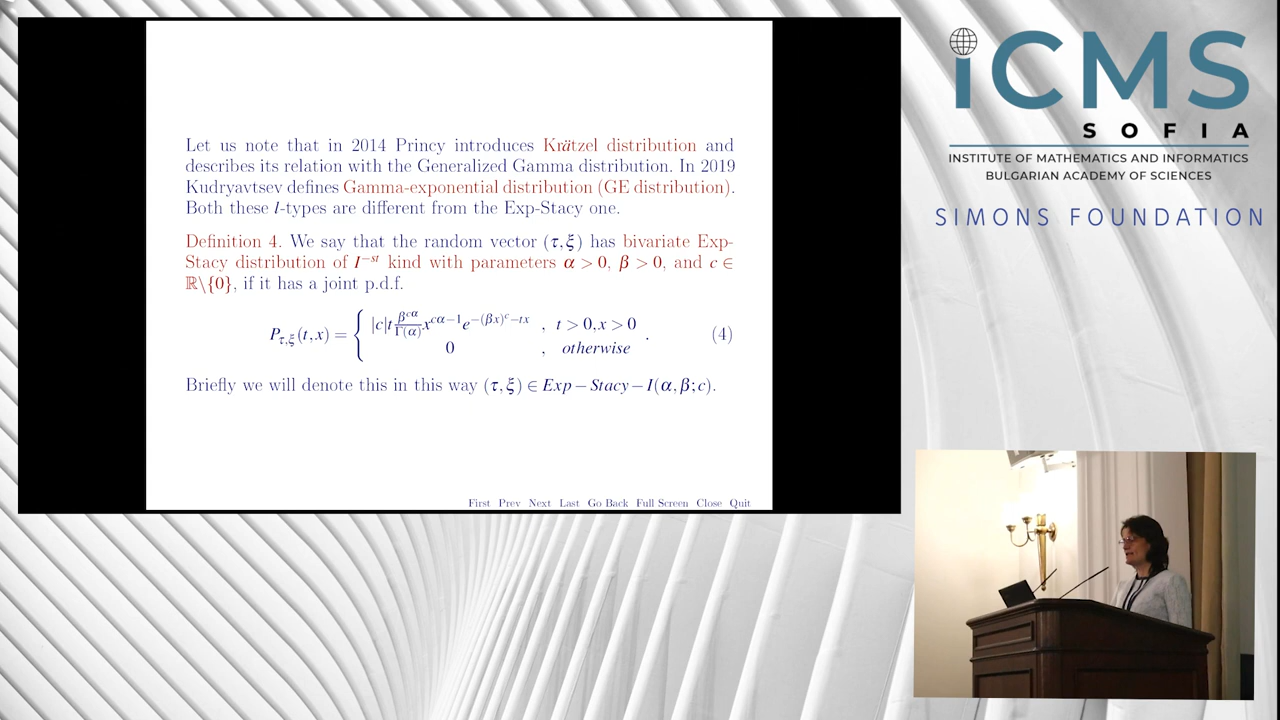 Let us note that in 2014 Princy introduces Krätzel distribution and
describes its relation with the Generalized Gamma distribution. In 2019
Kudryavtsev defines Gamma-exponential distribution (GE distribution).
Both these l-types are different from the Exp-Stacy one.
Definition 4. We say that the random vector (τ,ξ) has bivariate Exp-
Stacy distribution of I⁻ˢᵗ kind with parameters α > 0, β > 0, and c ∈
ℝ\{0}, if it has a joint p.d.f.
P_{τ,ξ}(t,x) = { |c|t \frac{β^{cα}}{Γ(α)} x^{cα−1} e^{−(βx)^c−tx} , t > 0, x > 0
0 , otherwise . (4)
Briefly we will denote this in this way (τ,ξ) ∈ Exp − Stacy − I(α,β;c).
First Prev Next Last Go Back Full Screen Close Quit
iCMS
SOFIA
INSTITUTE OF MATHEMATICS AND INFORMATICS
BULGARIAN ACADEMY OF SCIENCES
SIMONS FOUNDATION